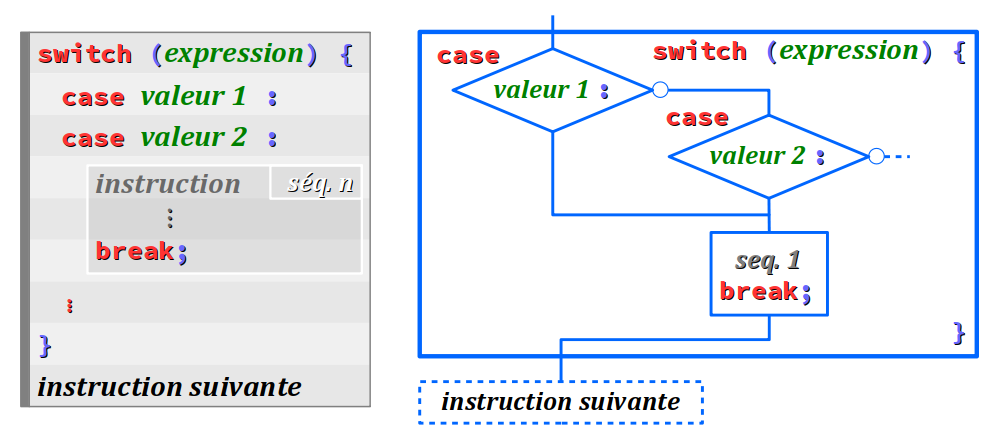 switch (expression) {
case valeur 1 :
case valeur 2 :
instruction séq. n
⋮
break;
⋮
}
instruction suivante
case switch (expression) {
valeur 1 :
case
valeur 2 :
seq. 1
break;
}
instruction suivante